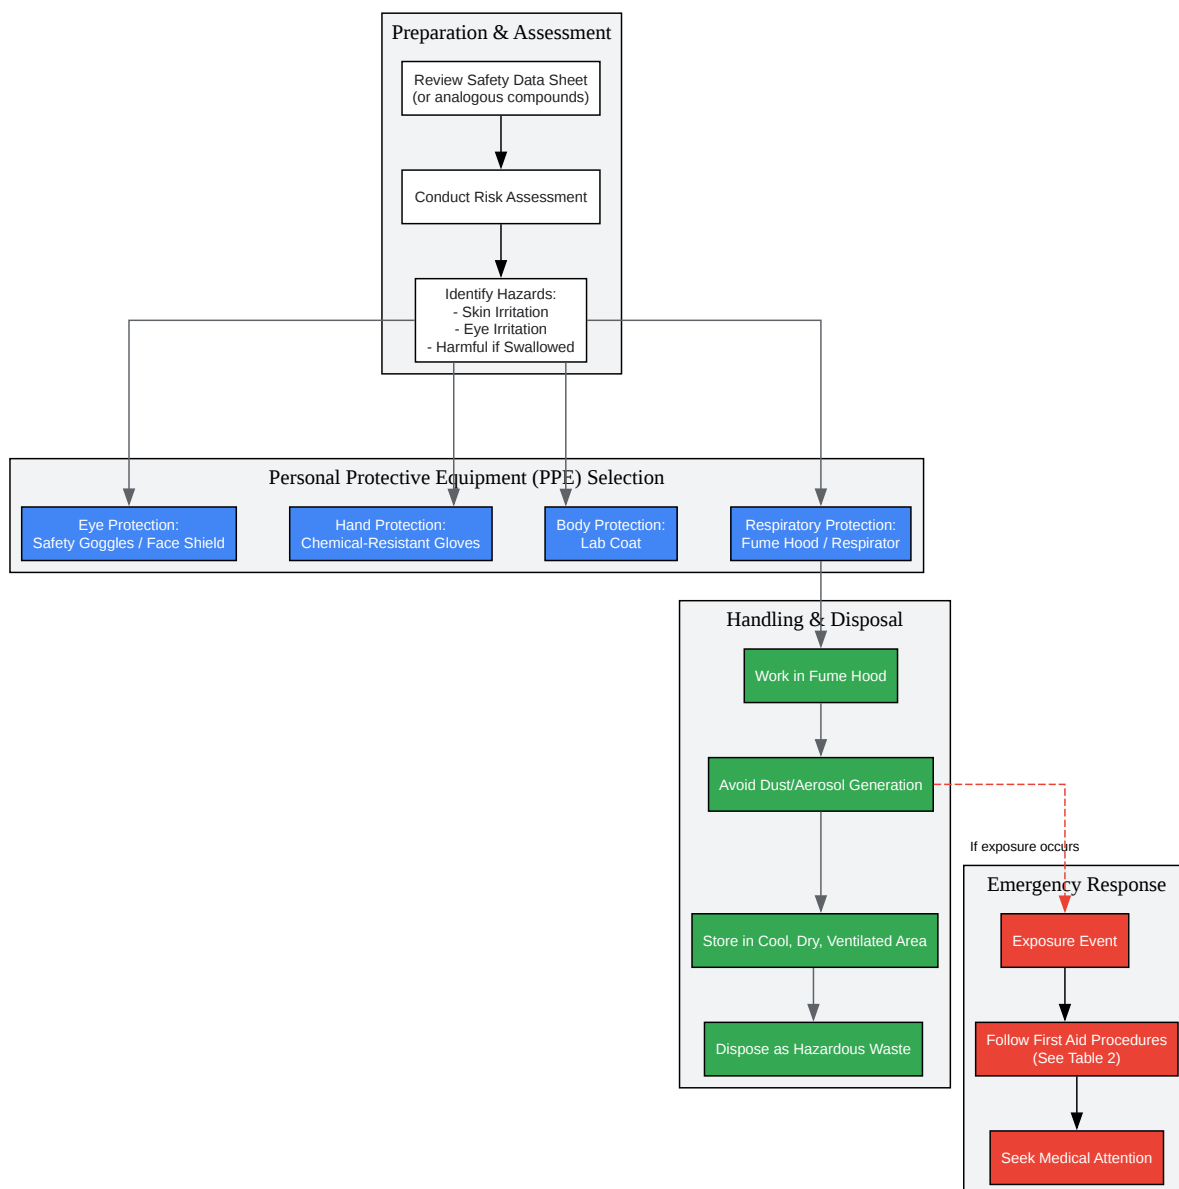 Preparation & Assessment
Review Safety Data Sheet
(or analogous compounds)
Conduct Risk Assessment
Identify Hazards:
- Skin Irritation
- Eye Irritation
- Harmful if Swallowed
Personal Protective Equipment (PPE) Selection
Eye Protection:
Safety Goggles / Face Shield
Hand Protection:
Chemical-Resistant Gloves
Body Protection:
Lab Coat
Respiratory Protection:
Fume Hood / Respirator
Handling & Disposal
Work in Fume Hood
Avoid Dust/Aerosol Generation
If exposure occurs
Store in Cool, Dry, Ventilated Area
Dispose as Hazardous Waste
Emergency Response
Exposure Event
Follow First Aid Procedures
(See Table 2)
Seek Medical Attention